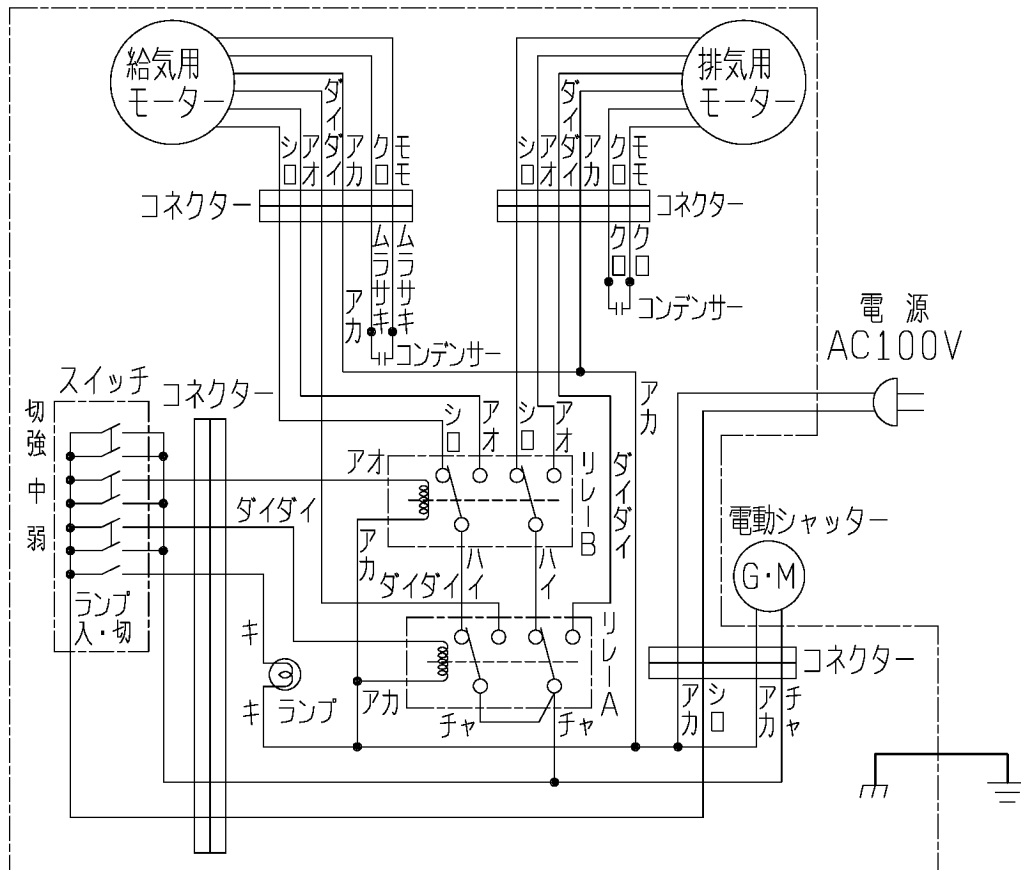 給気用
モーター
排気用
モーター
シロ
アオ
ダイダイ
アカ
クロ
モモ
シロ
アオ
ダイダイ
アカ
クロ
モモ
コネクター
コネクター
アカ
ムラサキ
ムラサキ
クロ
クロ
コンデンサー
コンデンサー
電源
AC100V
スイッチ
コネクター
切
強
中
弱
シロ
アオ
シロ
アオ
アカ
アオ
リレーB
ダイダイ
ダイダイ
アカ
ダイダイ
ハイ
ハイ
電動シャッター
G・M
ランプ
入・切
キ
キ
ランプ
アカ
チャ
チャ
リレーA
コネクター
アカ
シロ
アカ
チャ